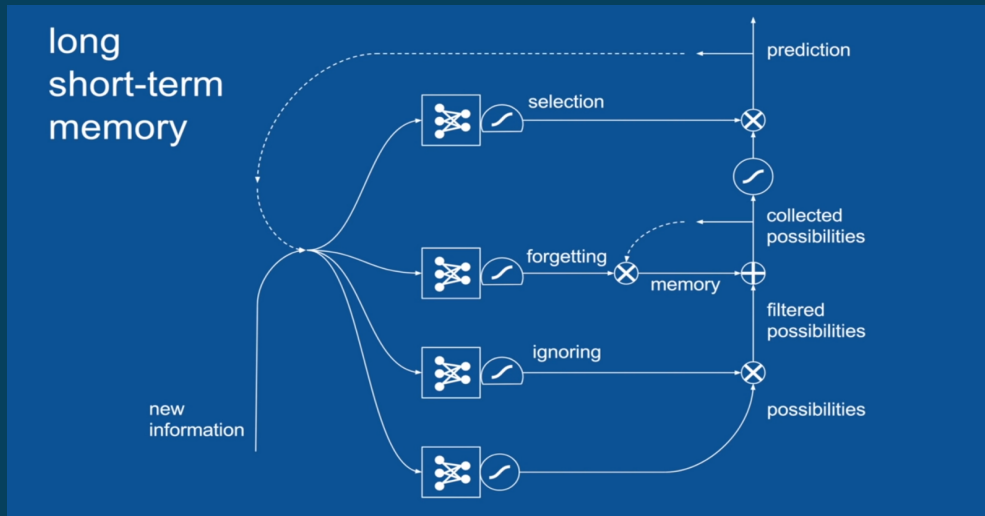 long
short-term
memory
prediction
selection
collected
possibilities
forgetting
memory
filtered
possibilities
ignoring
possibilities
new
information